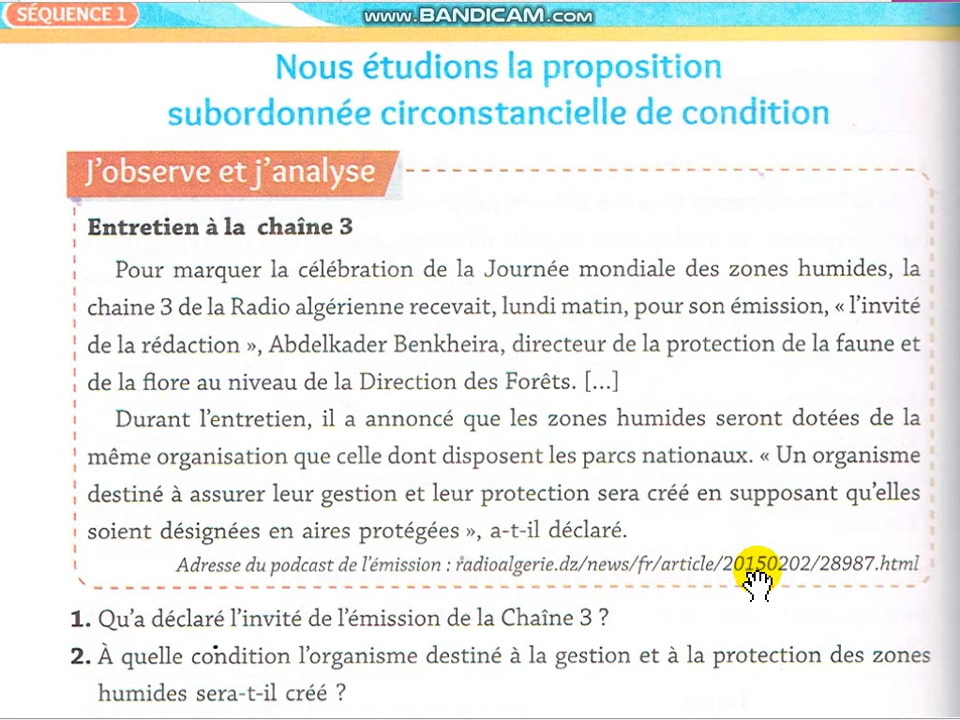 SÉQUENCE 1
www.BANDICAM.com
Nous étudions la proposition
subordonnée circonstancielle de condition
J'observe et j'analyse
Entretien à la chaîne 3
Pour marquer la célébration de la Journée mondiale des zones humides, la
chaine 3 de la Radio algérienne recevait, lundi matin, pour son émission, « l'invité
de la rédaction », Abdelkader Benkheira, directeur de la protection de la faune et
de la flore au niveau de la Direction des Forêts. [...]
Durant l'entretien, il a annoncé que les zones humides seront dotées de la
même organisation que celle dont disposent les parcs nationaux. « Un organisme
destiné à assurer leur gestion et leur protection sera créé en supposant qu'elles
soient désignées en aires protégées », a-t-il déclaré.
Adresse du podcast de l'émission : radioalgerie.dz/news/fr/article/20150202/28987.html
1. Qu'a déclaré l'invité de l'émission de la Chaîne 3 ?
2. À quelle condition l'organisme destiné à la gestion et à la protection des zones
humides sera-t-il créé ?